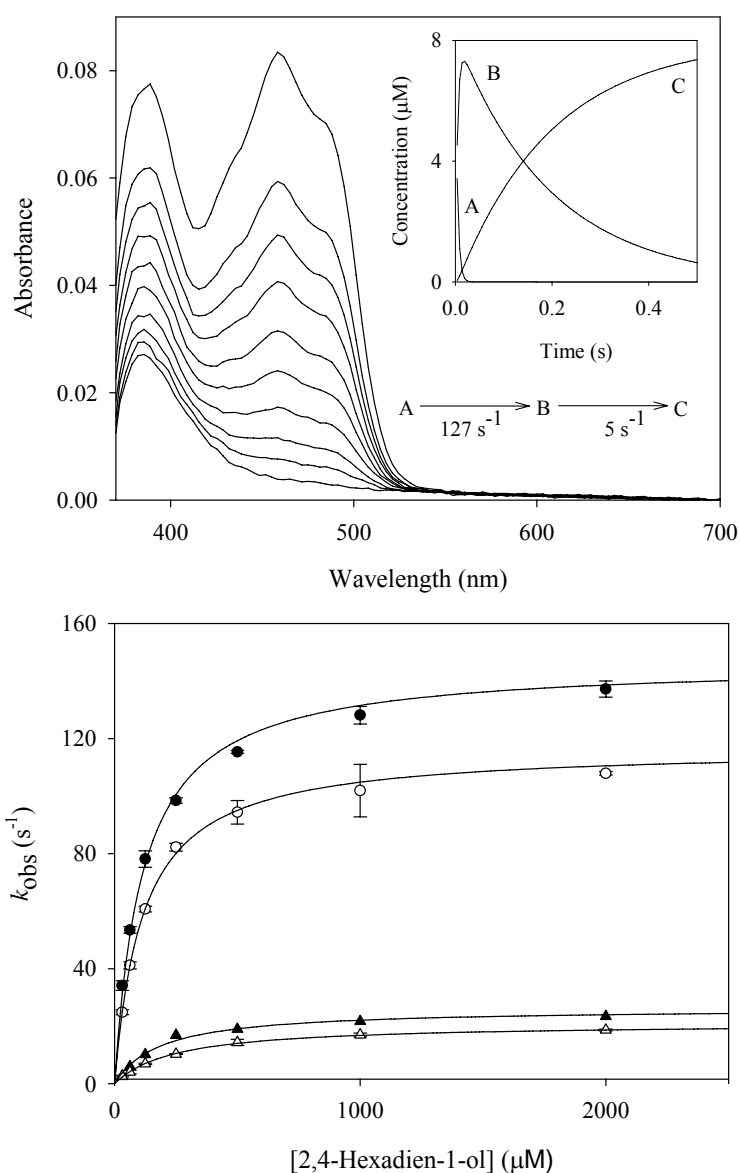 0.08
0.06
0.04
0.02
0.00
Absorbance
400
500
600
700
Wavelength (nm)
8
4
0
Concentration (μM)
B
C
A
0.0
0.2
0.4
Time (s)
A B C
127 s⁻¹ 5 s⁻¹
160
120
80
40
0
kobs (s⁻¹)
0
1000
2000
[2,4-Hexadien-1-ol] (μM)